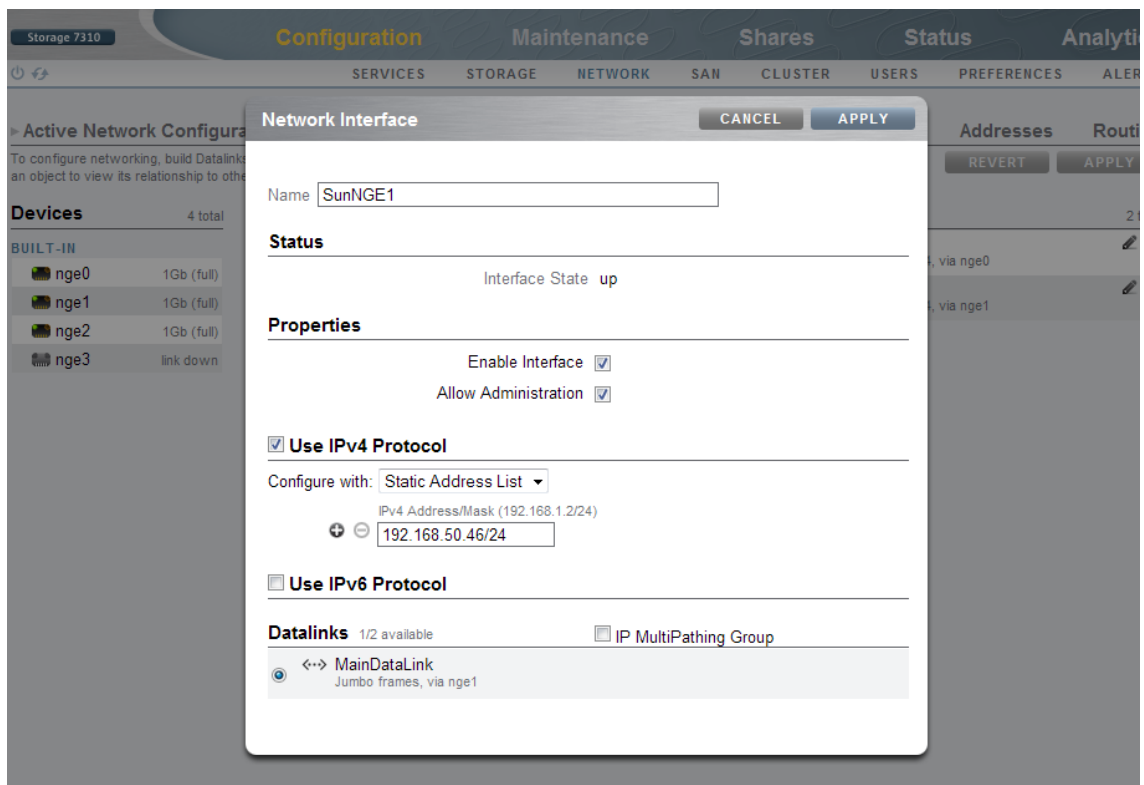 Storage 7310
Configuration Maintenance Shares Status Analyti
SERVICES STORAGE NETWORK SAN CLUSTER USERS PREFERENCES ALER
Active Network Configura
Addresses Routi
To configure networking, build Datalinks
an object to view its relationship to othe
REVERT APPLY
Devices 4 total
BUILT-IN
nge0 1Gb (full)
nge1 1Gb (full)
nge2 1Gb (full)
nge3 link down
Network Interface CANCEL APPLY
Name SunNGE1
Status
Interface State up
Properties
Enable Interface
Allow Administration
Use IPv4 Protocol
Configure with: Static Address List
IPv4 Address/Mask (192.168.1.2/24)
192.168.50.46/24
Use IPv6 Protocol
Datalinks 1/2 available IP MultiPathing Group
MainDataLink
Jumbo frames, via nge1
2 t
4, via nge0
4, via nge1